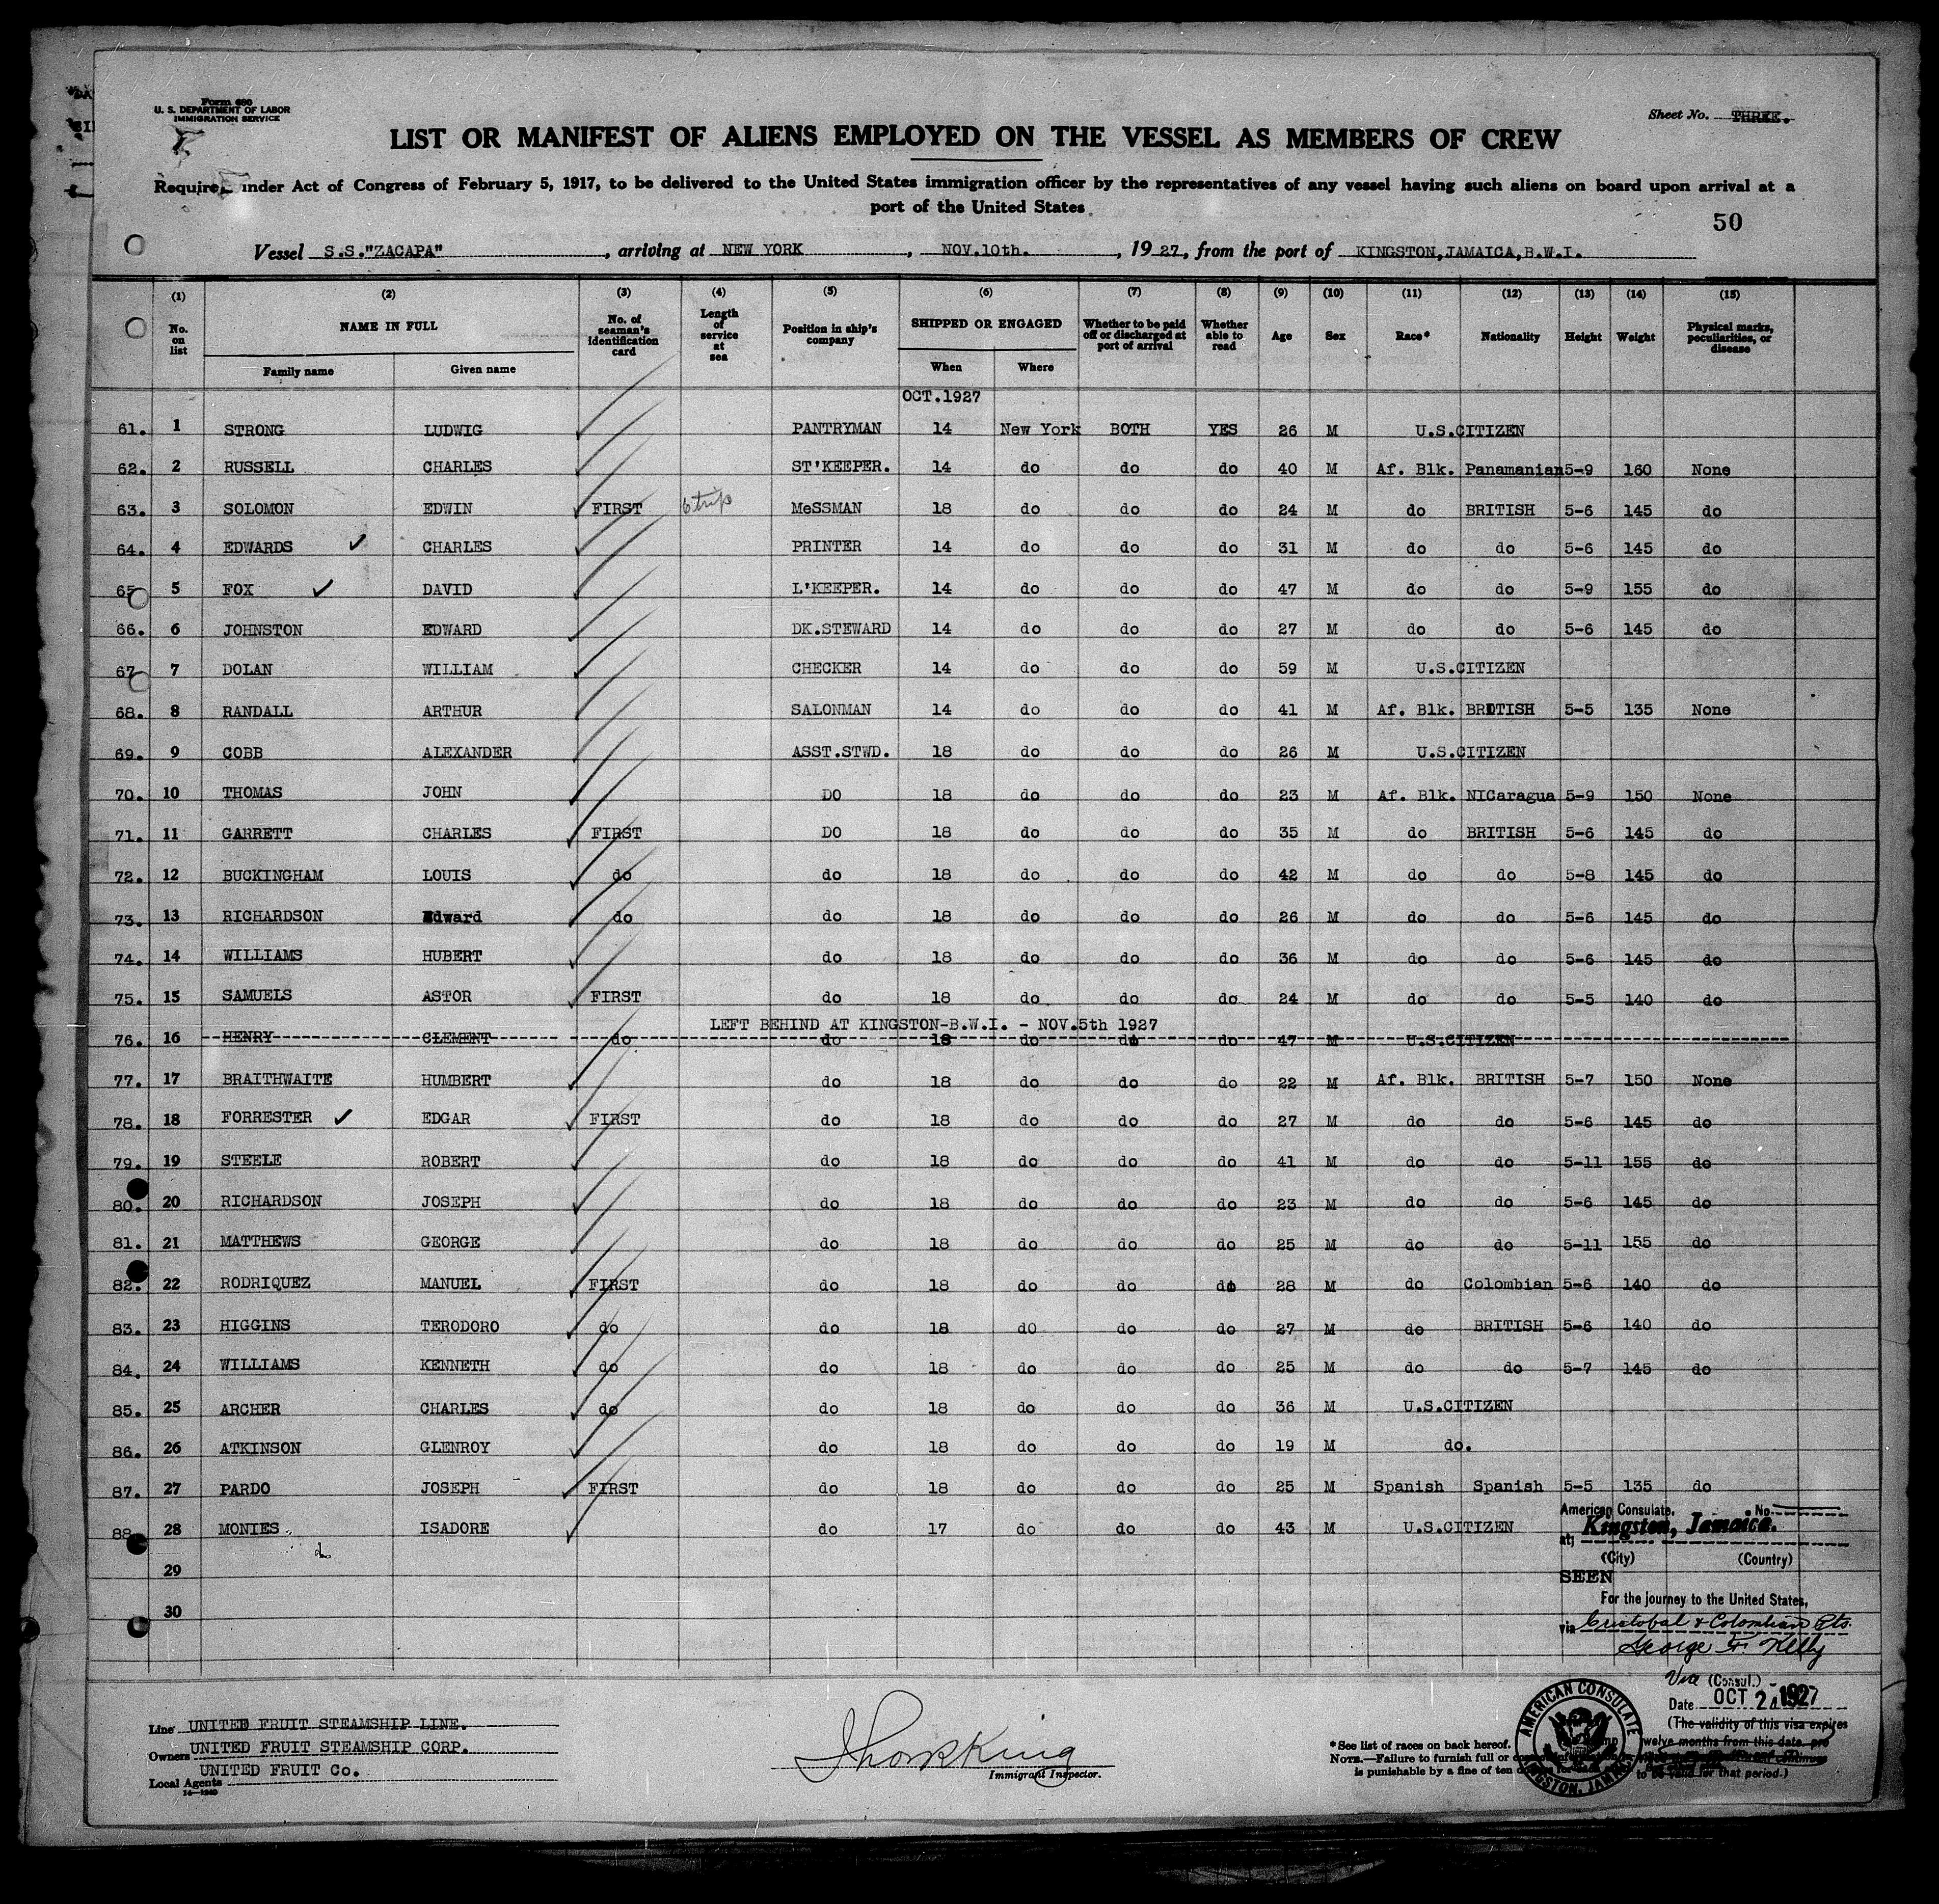 Form 680
U. S. DEPARTMENT OF LABOR
IMMIGRATION SERVICE
Sheet No. THREE.
LIST OR MANIFEST OF ALIENS EMPLOYED ON THE VESSEL AS MEMBERS OF CREW
Require under Act of Congress of February 5, 1917, to be delivered to the United States immigration officer by the representatives of any vessel having such aliens on board upon arrival at a
port of the United States
50
Vessel S.S."ZACAPA", arriving at NEW YORK, NOV.10th., 1927, from the port of KINGSTON,JAMAICA,B.W.I.
(1) No. on list (2) NAME IN FULL Family name Given name (3) No. of seaman's identification card (4) Length of service at sea (5) Position in ship's company (6) SHIPPED OR ENGAGED When Where (7) Whether to be paid off or discharged at port of arrival (8) Whether able to read (9) Age (10) Sex (11) Race* (12) Nationality (13) Height (14) Weight (15) Physical marks, peculiarities, or disease
OCT.1927
61. 1 STRONG LUDWIG PANTRYMAN 14 New York BOTH YES 26 M U.S.CITIZEN
62. 2 RUSSELL CHARLES ST'KEEPER. 14 do do do 40 M Af. Blk. Panamanian 5-9 160 None
63. 3 SOLOMON EDWIN FIRST 6 trip MeSSMAN 18 do do do 24 M do BRITISH 5-6 145 do
64. 4 EDWARDS CHARLES PRINTER 14 do do do 31 M do do 5-6 145 do
65. 5 FOX DAVID L'KEEPER. 14 do do do 47 M do do 5-9 155 do
66. 6 JOHNSTON EDWARD DK.STEWARD 14 do do do 27 M do do 5-6 145 do
67. 7 DOLAN WILLIAM CHECKER 14 do do do 59 M U.S.CITIZEN
68. 8 RANDALL ARTHUR SALONMAN 14 do do do 41 M Af. Blk. BRITISH 5-5 135 None
69. 9 COBB ALEXANDER ASST.STWD. 18 do do do 26 M U.S.CITIZEN
70. 10 THOMAS JOHN DO 18 do do do 23 M Af. Blk. NICaragua 5-9 150 None
71. 11 GARRETT CHARLES FIRST DO 18 do do do 35 M do BRITISH 5-6 145 do
72. 12 BUCKINGHAM LOUIS do do 18 do do do 42 M do do 5-8 145 do
73. 13 RICHARDSON Edward do do 18 do do do 26 M do do 5-6 145 do
74. 14 WILLIAMS HUBERT do 18 do do do 36 M do do 5-6 145 do
75. 15 SAMUELS ASTOR FIRST do 18 do do do 24 M do do 5-5 140 do
LEFT BEHIND AT KINGSTON-B.W.I. - NOV.5th 1927
76. 16 HENRY CLEMENT do do 18 do do do 47 M U.S.CITIZEN
77. 17 BRAITHWAITE HUMBERT do 18 do do do 22 M Af. Blk. BRITISH 5-7 150 None
78. 18 FORRESTER EDGAR FIRST do 18 do do do 27 M do do 5-6 145 do
79. 19 STEELE ROBERT do 18 do do do 41 M do do 5-11 155 do
80. 20 RICHARDSON JOSEPH do 18 do do do 23 M do do 5-6 145 do
81. 21 MATTHEWS GEORGE do 18 do do do 25 M do do 5-11 155 do
82. 22 RODRIQUEZ MANUEL FIRST do 18 do do do 28 M do Colombian 5-6 140 do
83. 23 HIGGINS TERODORO do do 18 dO do do 27 M do BRITISH 5-6 140 do
84. 24 WILLIAMS KENNETH do do 18 do do do 25 M do do 5-7 145 do
85. 25 ARCHER CHARLES do do 18 do do do 36 M U.S.CITIZEN
86. 26 ATKINSON GLENROY do 18 do do do 19 M do.
87. 27 PARDO JOSEPH FIRST do 18 do do do 25 M Spanish Spanish 5-5 135 do
88. 28 MONIES ISADORE do 17 do do do 43 M U.S.CITIZEN
29
30
American Consulate, No.
at; Kingston, Jamaica.
(City) (Country)
SEEN
For the journey to the United States,
via Cristobal & Colombian Pts.
George F. Kelly
Vice (Consul.)
Date OCT 24 1927
(The validity of this visa expires
twelve months from this date,
to be valid for that period.)
AMERICAN CONSULATE
KINGSTON, JAMAICA
Line UNITED FRUIT STEAMSHIP LINE.
Owners UNITED FRUIT STEAMSHIP CORP.
Local Agents UNITED FRUIT Co.
Immigrant Inspector.
*See list of races on back hereof.
NOTE.—Failure to furnish full or
is punishable by a fine of ten